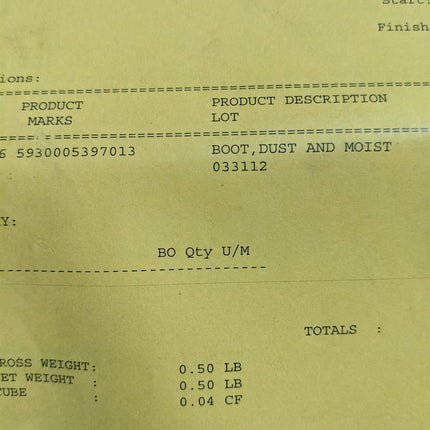 Start:
Finish
ions:
PRODUCT PRODUCT DESCRIPTION
MARKS LOT
6 5930005397013 BOOT,DUST AND MOIST
033112
Y:
BO Qty U/M
TOTALS :
ROSS WEIGHT: 0.50 LB
ET WEIGHT : 0.50 LB
CUBE : 0.04 CF